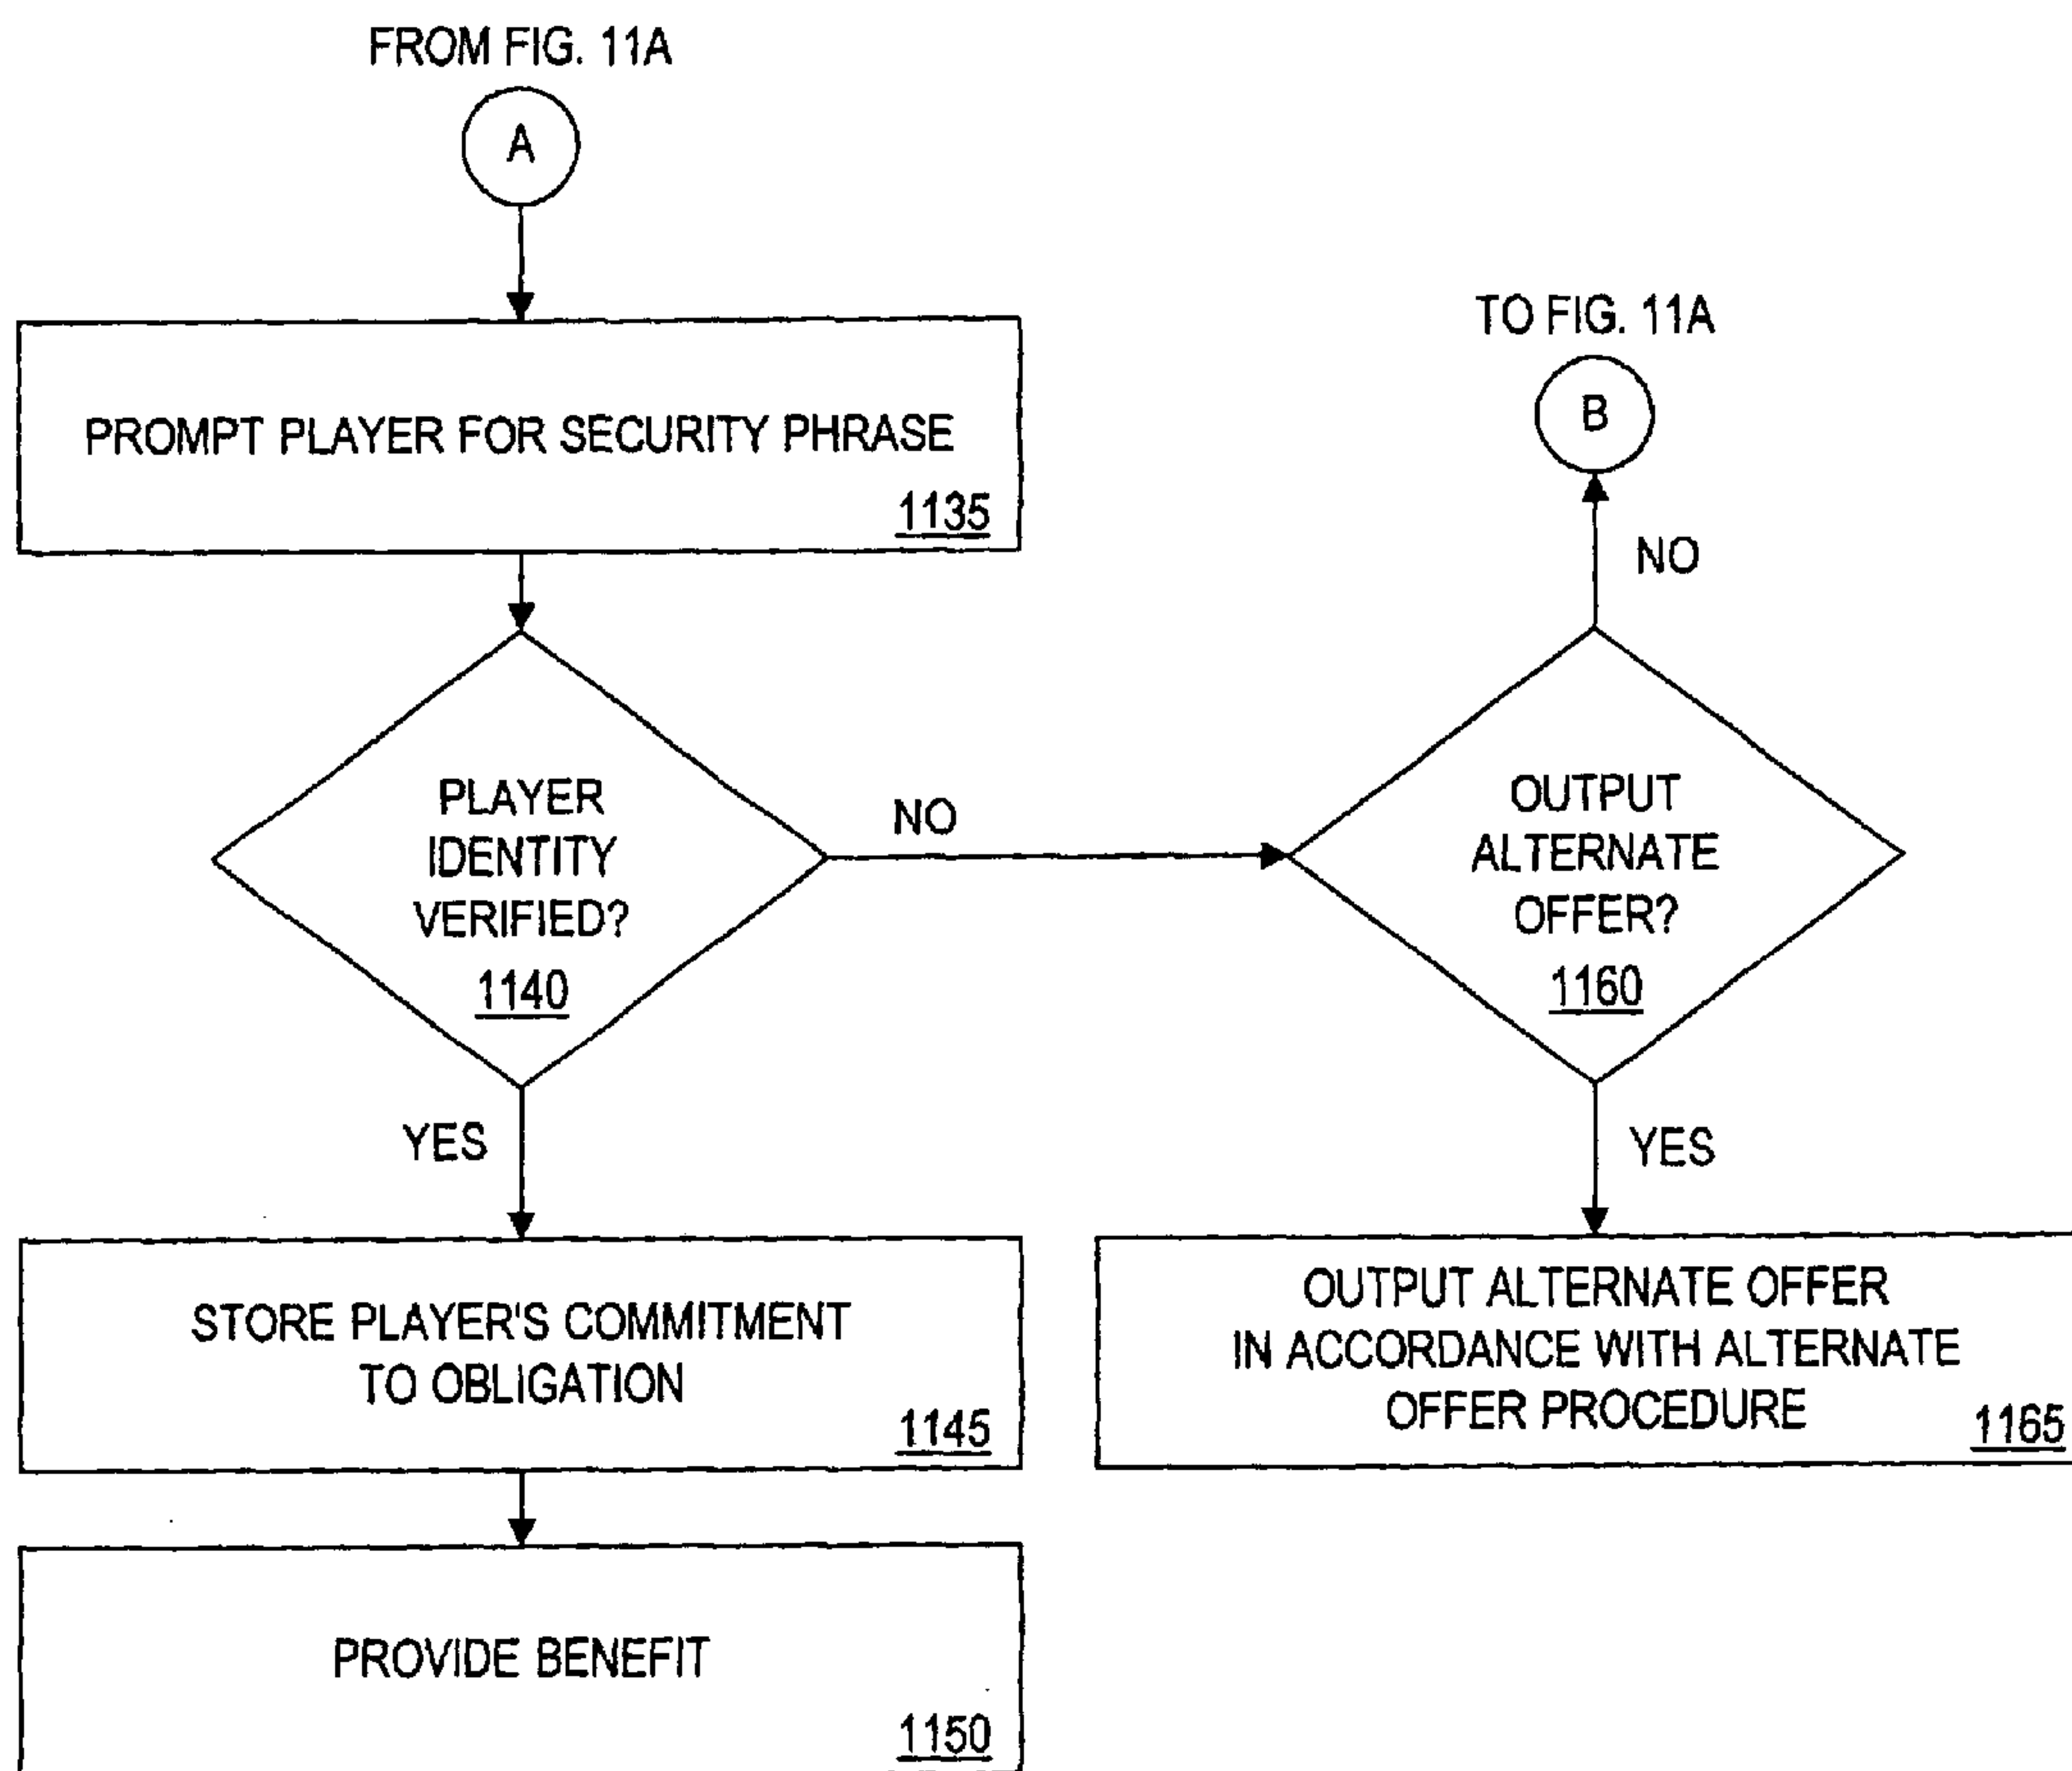 FROM FIG. 11A
A
PROMPT PLAYER FOR SECURITY PHRASE
1135
TO FIG. 11A
B
NO
PLAYER
IDENTITY
VERIFIED?
1140
NO
OUTPUT
ALTERNATE
OFFER?
1160
YES
YES
STORE PLAYER'S COMMITMENT
TO OBLIGATION
1145
OUTPUT ALTERNATE OFFER
IN ACCORDANCE WITH ALTERNATE
OFFER PROCEDURE
1165
PROVIDE BENEFIT
1150